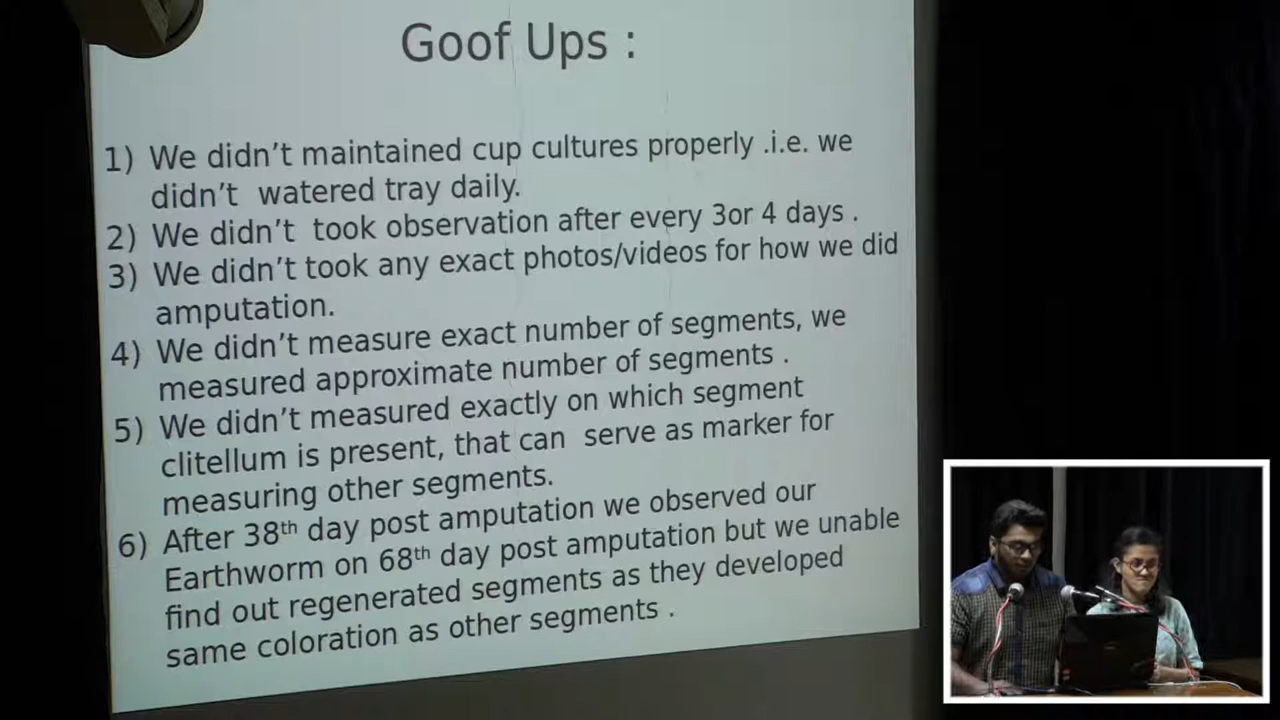 Goof Ups :
1) We didn't maintained cup cultures properly .i.e. we
didn't watered tray daily.
2) We didn't took observation after every 3or 4 days .
3) We didn't took any exact photos/videos for how we did
amputation.
4) We didn't measure exact number of segments, we
measured approximate number of segments .
5) We didn't measured exactly on which segment
clitellum is present, that can serve as marker for
measuring other segments.
6) After 38th day post amputation we observed our
Earthworm on 68th day post amputation but we unable
find out regenerated segments as they developed
same coloration as other segments .